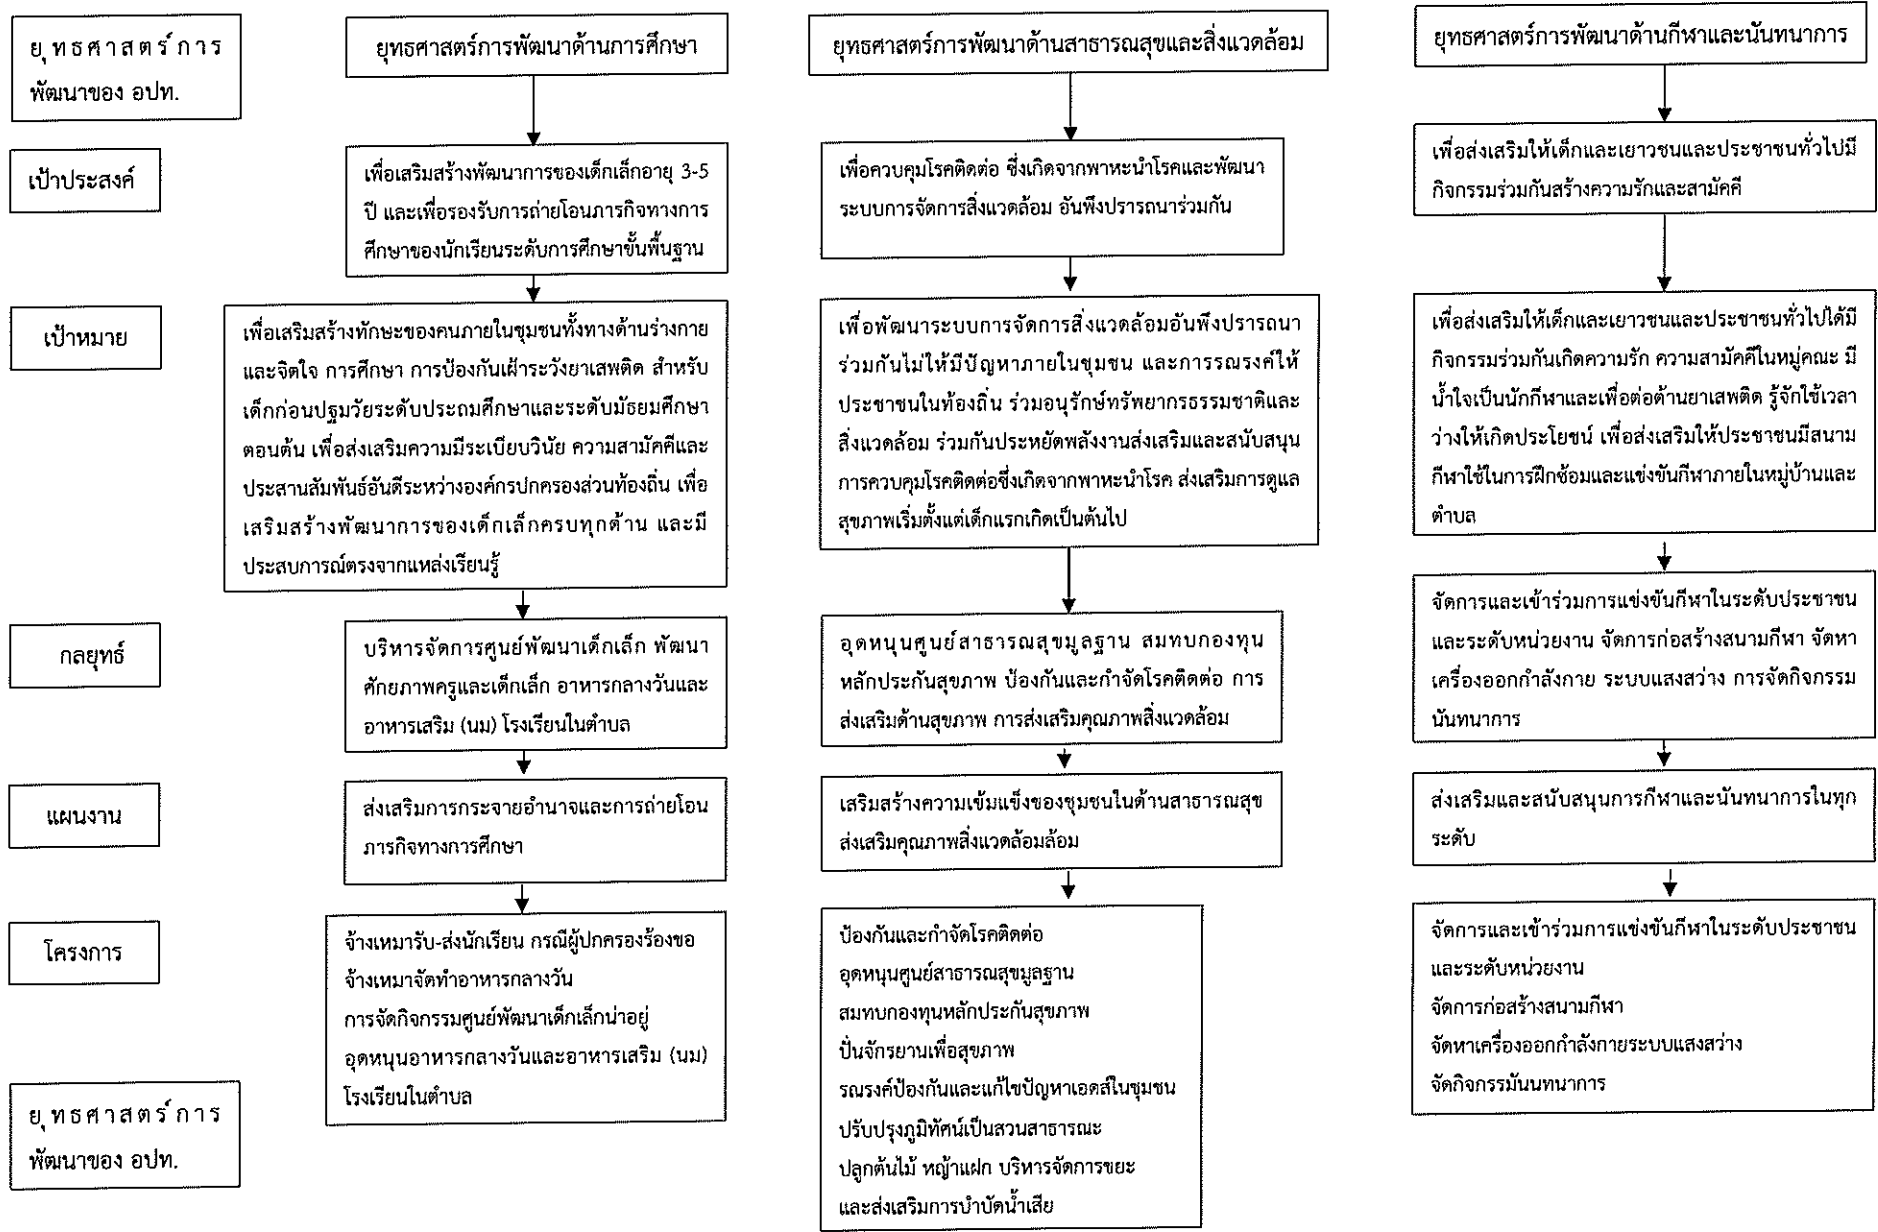 ยุทธศาสตร์การ
พัฒนาของ อปท.
ยุทธศาสตร์การพัฒนาด้านการศึกษา
ยุทธศาสตร์การพัฒนาด้านสาธารณสุขและสิ่งแวดล้อม
ยุทธศาสตร์การพัฒนาด้านกีฬาและนันทนาการ
เป้าประสงค์
เพื่อเสริมสร้างพัฒนาการของเด็กเล็กอายุ 3-5
ปี และเพื่อรองรับการถ่ายโอนภารกิจทางการ
ศึกษาของนักเรียนระดับการศึกษาขั้นพื้นฐาน
เพื่อควบคุมโรคติดต่อ ซึ่งเกิดจากพาหะนำโรคและพัฒนา
ระบบการจัดการสิ่งแวดล้อม อันพึงปรารถนาร่วมกัน
เพื่อส่งเสริมให้เด็กและเยาวชนและประชาชนทั่วไปมี
กิจกรรมร่วมกันสร้างความรักและสามัคคี
เป้าหมาย
เพื่อเสริมสร้างทักษะของคนภายในชุมชนทั้งทางด้านร่างกาย
และจิตใจ การศึกษา การป้องกันเฝ้าระวังยาเสพติด สำหรับ
เด็กก่อนปฐมวัยระดับประถมศึกษาและระดับมัธยมศึกษา
ตอนต้น เพื่อส่งเสริมความมีระเบียบวินัย ความสามัคคีและ
ประสานสัมพันธ์อันดีระหว่างองค์กรปกครองส่วนท้องถิ่น เพื่อ
เสริมสร้างพัฒนาการของเด็กเล็กครบทุกด้าน และมี
ประสบการณ์ตรงจากแหล่งเรียนรู้
เพื่อพัฒนาระบบการจัดการสิ่งแวดล้อมอันพึงปรารถนา
ร่วมกันไม่ให้มีปัญหาภายในชุมชน และการรณรงค์ให้
ประชาชนในท้องถิ่น ร่วมอนุรักษ์ทรัพยากรธรรมชาติและ
สิ่งแวดล้อม ร่วมกันประหยัดพลังงานส่งเสริมและสนับสนุน
การควบคุมโรคติดต่อซึ่งเกิดจากพาหะนำโรค ส่งเสริมการดูแล
สุขภาพเริ่มตั้งแต่เด็กแรกเกิดเป็นต้นไป
เพื่อส่งเสริมให้เด็กและเยาวชนและประชาชนทั่วไปได้มี
กิจกรรมร่วมกันเกิดความรัก ความสามัคคีในหมู่คณะ มี
น้ำใจเป็นนักกีฬาและเพื่อต่อต้านยาเสพติด รู้จักใช้เวลา
ว่างให้เกิดประโยชน์ เพื่อส่งเสริมให้ประชาชนมีสนาม
กีฬาใช้ในการฝึกซ้อมและแข่งขันกีฬาภายในหมู่บ้านและ
ตำบล
กลยุทธ์
บริหารจัดการศูนย์พัฒนาเด็กเล็ก พัฒนา
ศักยภาพครูและเด็กเล็ก อาหารกลางวันและ
อาหารเสริม (นม) โรงเรียนในตำบล
อุดหนุนศูนย์สาธารณสุขมูลฐาน สมทบกองทุน
หลักประกันสุขภาพ ป้องกันและกำจัดโรคติดต่อ การ
ส่งเสริมด้านสุขภาพ การส่งเสริมคุณภาพสิ่งแวดล้อม
จัดการและเข้าร่วมการแข่งขันกีฬาในระดับประชาชน
และระดับหน่วยงาน จัดการก่อสร้างสนามกีฬา จัดหา
เครื่องออกกำลังกาย ระบบแสงสว่าง การจัดกิจกรรม
นันทนาการ
แผนงาน
ส่งเสริมการกระจายอำนาจและการถ่ายโอน
ภารกิจทางการศึกษา
เสริมสร้างความเข้มแข็งของชุมชนในด้านสาธารณสุข
ส่งเสริมคุณภาพสิ่งแวดล้อมล้อม
ส่งเสริมและสนับสนุนการกีฬาและนันทนาการในทุก
ระดับ
โครงการ
จ้างเหมารับ-ส่งนักเรียน กรณีผู้ปกครองร้องขอ
จ้างเหมาจัดทำอาหารกลางวัน
การจัดกิจกรรมศูนย์พัฒนาเด็กเล็กน่าอยู่
อุดหนุนอาหารกลางวันและอาหารเสริม (นม)
โรงเรียนในตำบล
ป้องกันและกำจัดโรคติดต่อ
อุดหนุนศูนย์สาธารณสุขมูลฐาน
สมทบกองทุนหลักประกันสุขภาพ
ปั่นจักรยานเพื่อสุขภาพ
รณรงค์ป้องกันและแก้ไขปัญหาเอดส์ในชุมชน
ปรับปรุงภูมิทัศน์เป็นสวนสาธารณะ
ปลูกต้นไม้ หญ้าแฝก บริหารจัดการขยะ
และส่งเสริมการบำบัดน้ำเสีย
จัดการและเข้าร่วมการแข่งขันกีฬาในระดับประชาชน
และระดับหน่วยงาน
จัดการก่อสร้างสนามกีฬา
จัดหาเครื่องออกกำลังกายระบบแสงสว่าง
จัดกิจกรรมันนทนาการ
ยุทธศาสตร์การ
พัฒนาของ อปท.